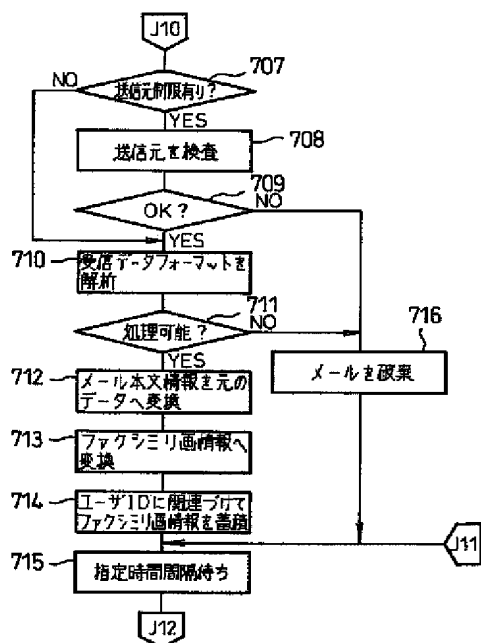 J10
707
NO
送信元制限有り?
YES
708
送信元を検査
709
OK?
NO
YES
710
受信データフォーマットを
解析
711
処理可能?
NO
716
YES
712
メール本文情報を元の
データへ変換
メールを破棄
713
ファクシミリ画情報へ
変換
714
ユーザIDに関連づけて
ファクシミリ画情報を蓄積
J11
715
指定時間間隔待ち
J12